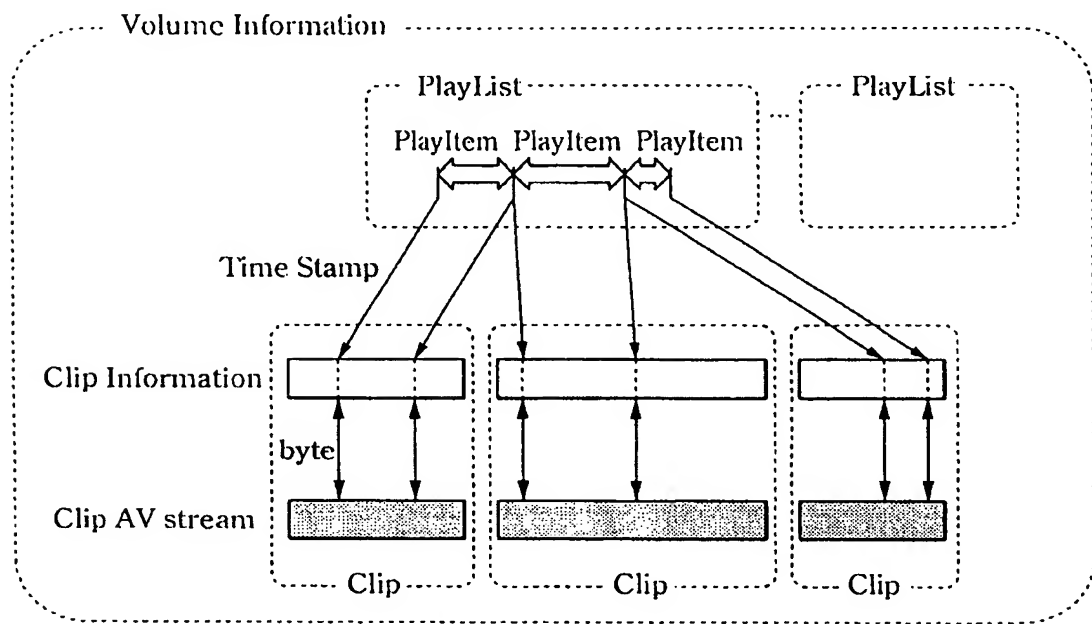 Volume Information
PlayList
PlayList
PlayItem PlayItem PlayItem
Time Stamp
Clip Information
byte
Clip AV stream
Clip
Clip
Clip